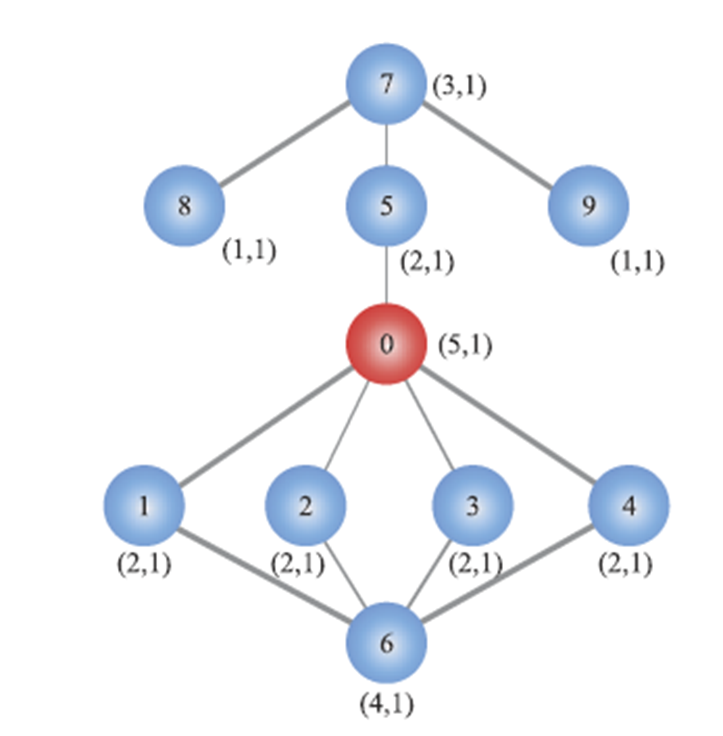 7 (3,1)
8 5 9
(1,1) (2,1) (1,1)
0 (5,1)
1 2 3 4
(2,1) (2,1) (2,1) (2,1)
6
(4,1)